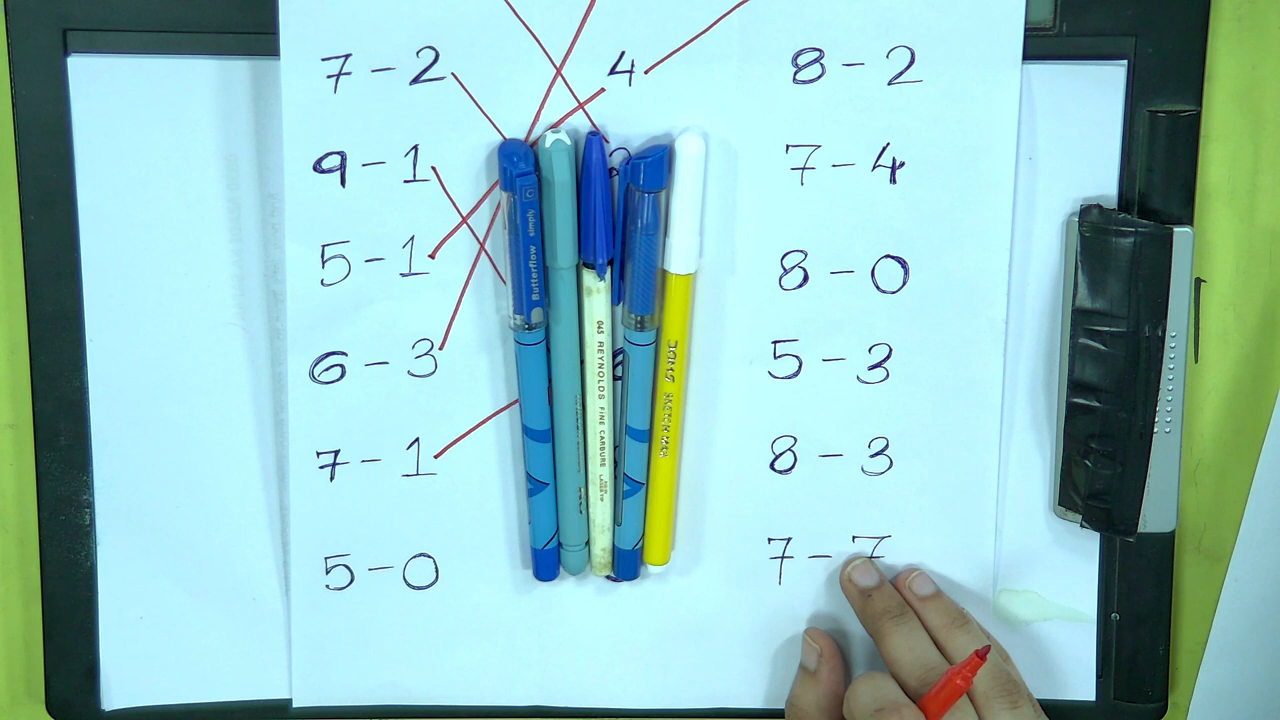 7 - 2
4
8 - 2
9 - 1
7 - 4
5 - 1
8 - 0
6 - 3
5 - 3
7 - 1
8 - 3
5 - 0
7 - 7
Butterflow simply
045 REYNOLDS FINE CARBURE